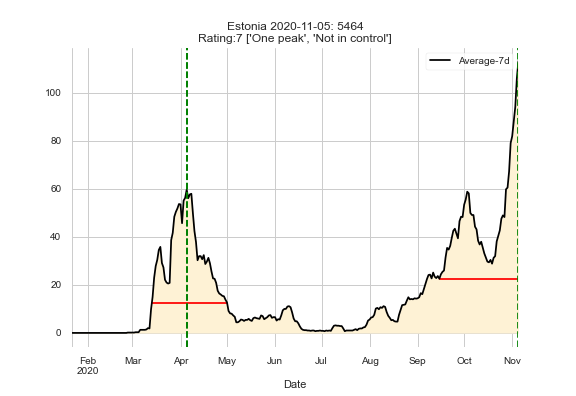 Estonia 2020-11-05: 5464
Rating:7 ['One peak', 'Not in control']
Average-7d
100
80
60
40
20
0
Feb Mar Apr May Jun Jul Aug Sep Oct Nov
2020
Date